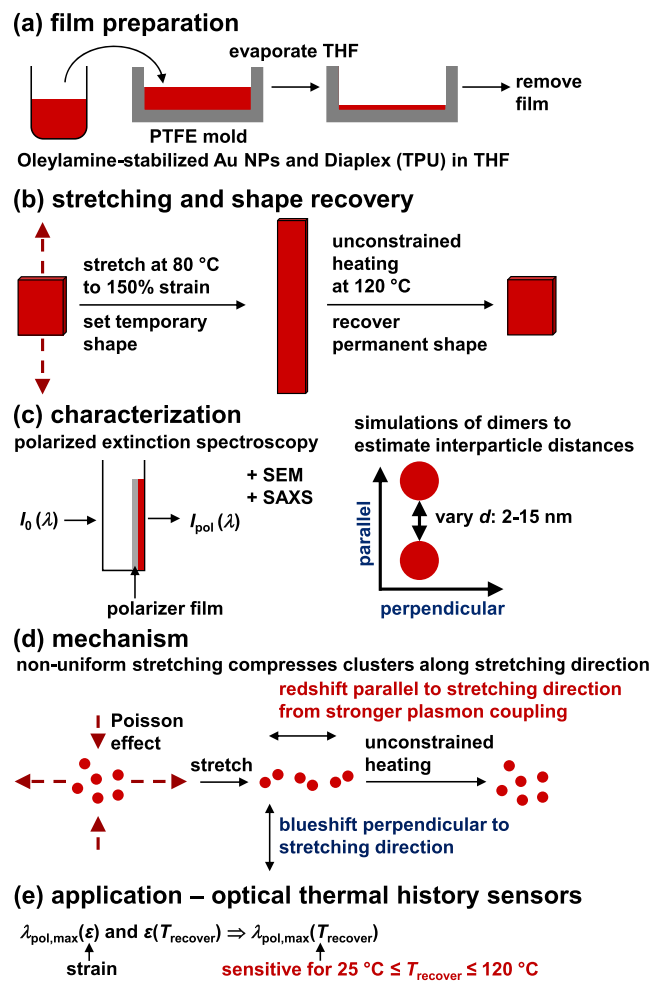 (a) film preparation
evaporate THF
remove
film
PTFE mold
Oleylamine-stabilized Au NPs and Diaplex (TPU) in THF
(b) stretching and shape recovery
stretch at 80 °C
to 150% strain
set temporary
shape
unconstrained
heating
at 120 °C
recover
permanent shape
(c) characterization
polarized extinction spectroscopy
+ SEM
+ SAXS
I₀ (λ)
Iₚₒₗ (λ)
polarizer film
simulations of dimers to
estimate interparticle distances
parallel
vary d: 2-15 nm
perpendicular
(d) mechanism
non-uniform stretching compresses clusters along stretching direction
redshift parallel to stretching direction
from stronger plasmon coupling
Poisson
effect
stretch
unconstrained
heating
blueshift perpendicular to
stretching direction
(e) application – optical thermal history sensors
λpol,max(ε) and ε(Trecover) ⇒ λpol,max(Trecover)
strain
sensitive for 25 °C ≤ Trecover ≤ 120 °C